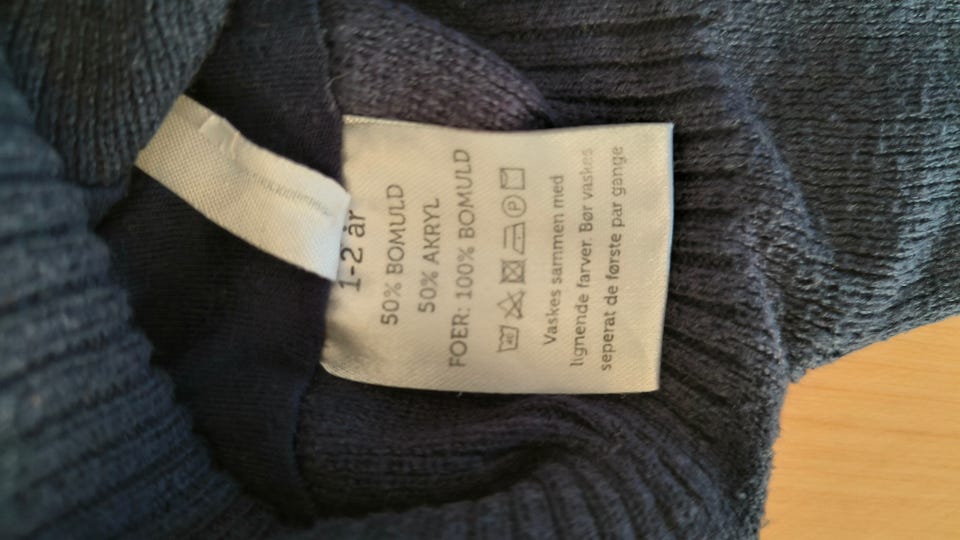 1-2 år
50% BOMULD
50% AKRYL
FOER: 100% BOMULD
Vaskes sammen med
lignende farver. Bør vaskes
seperat de første par gange